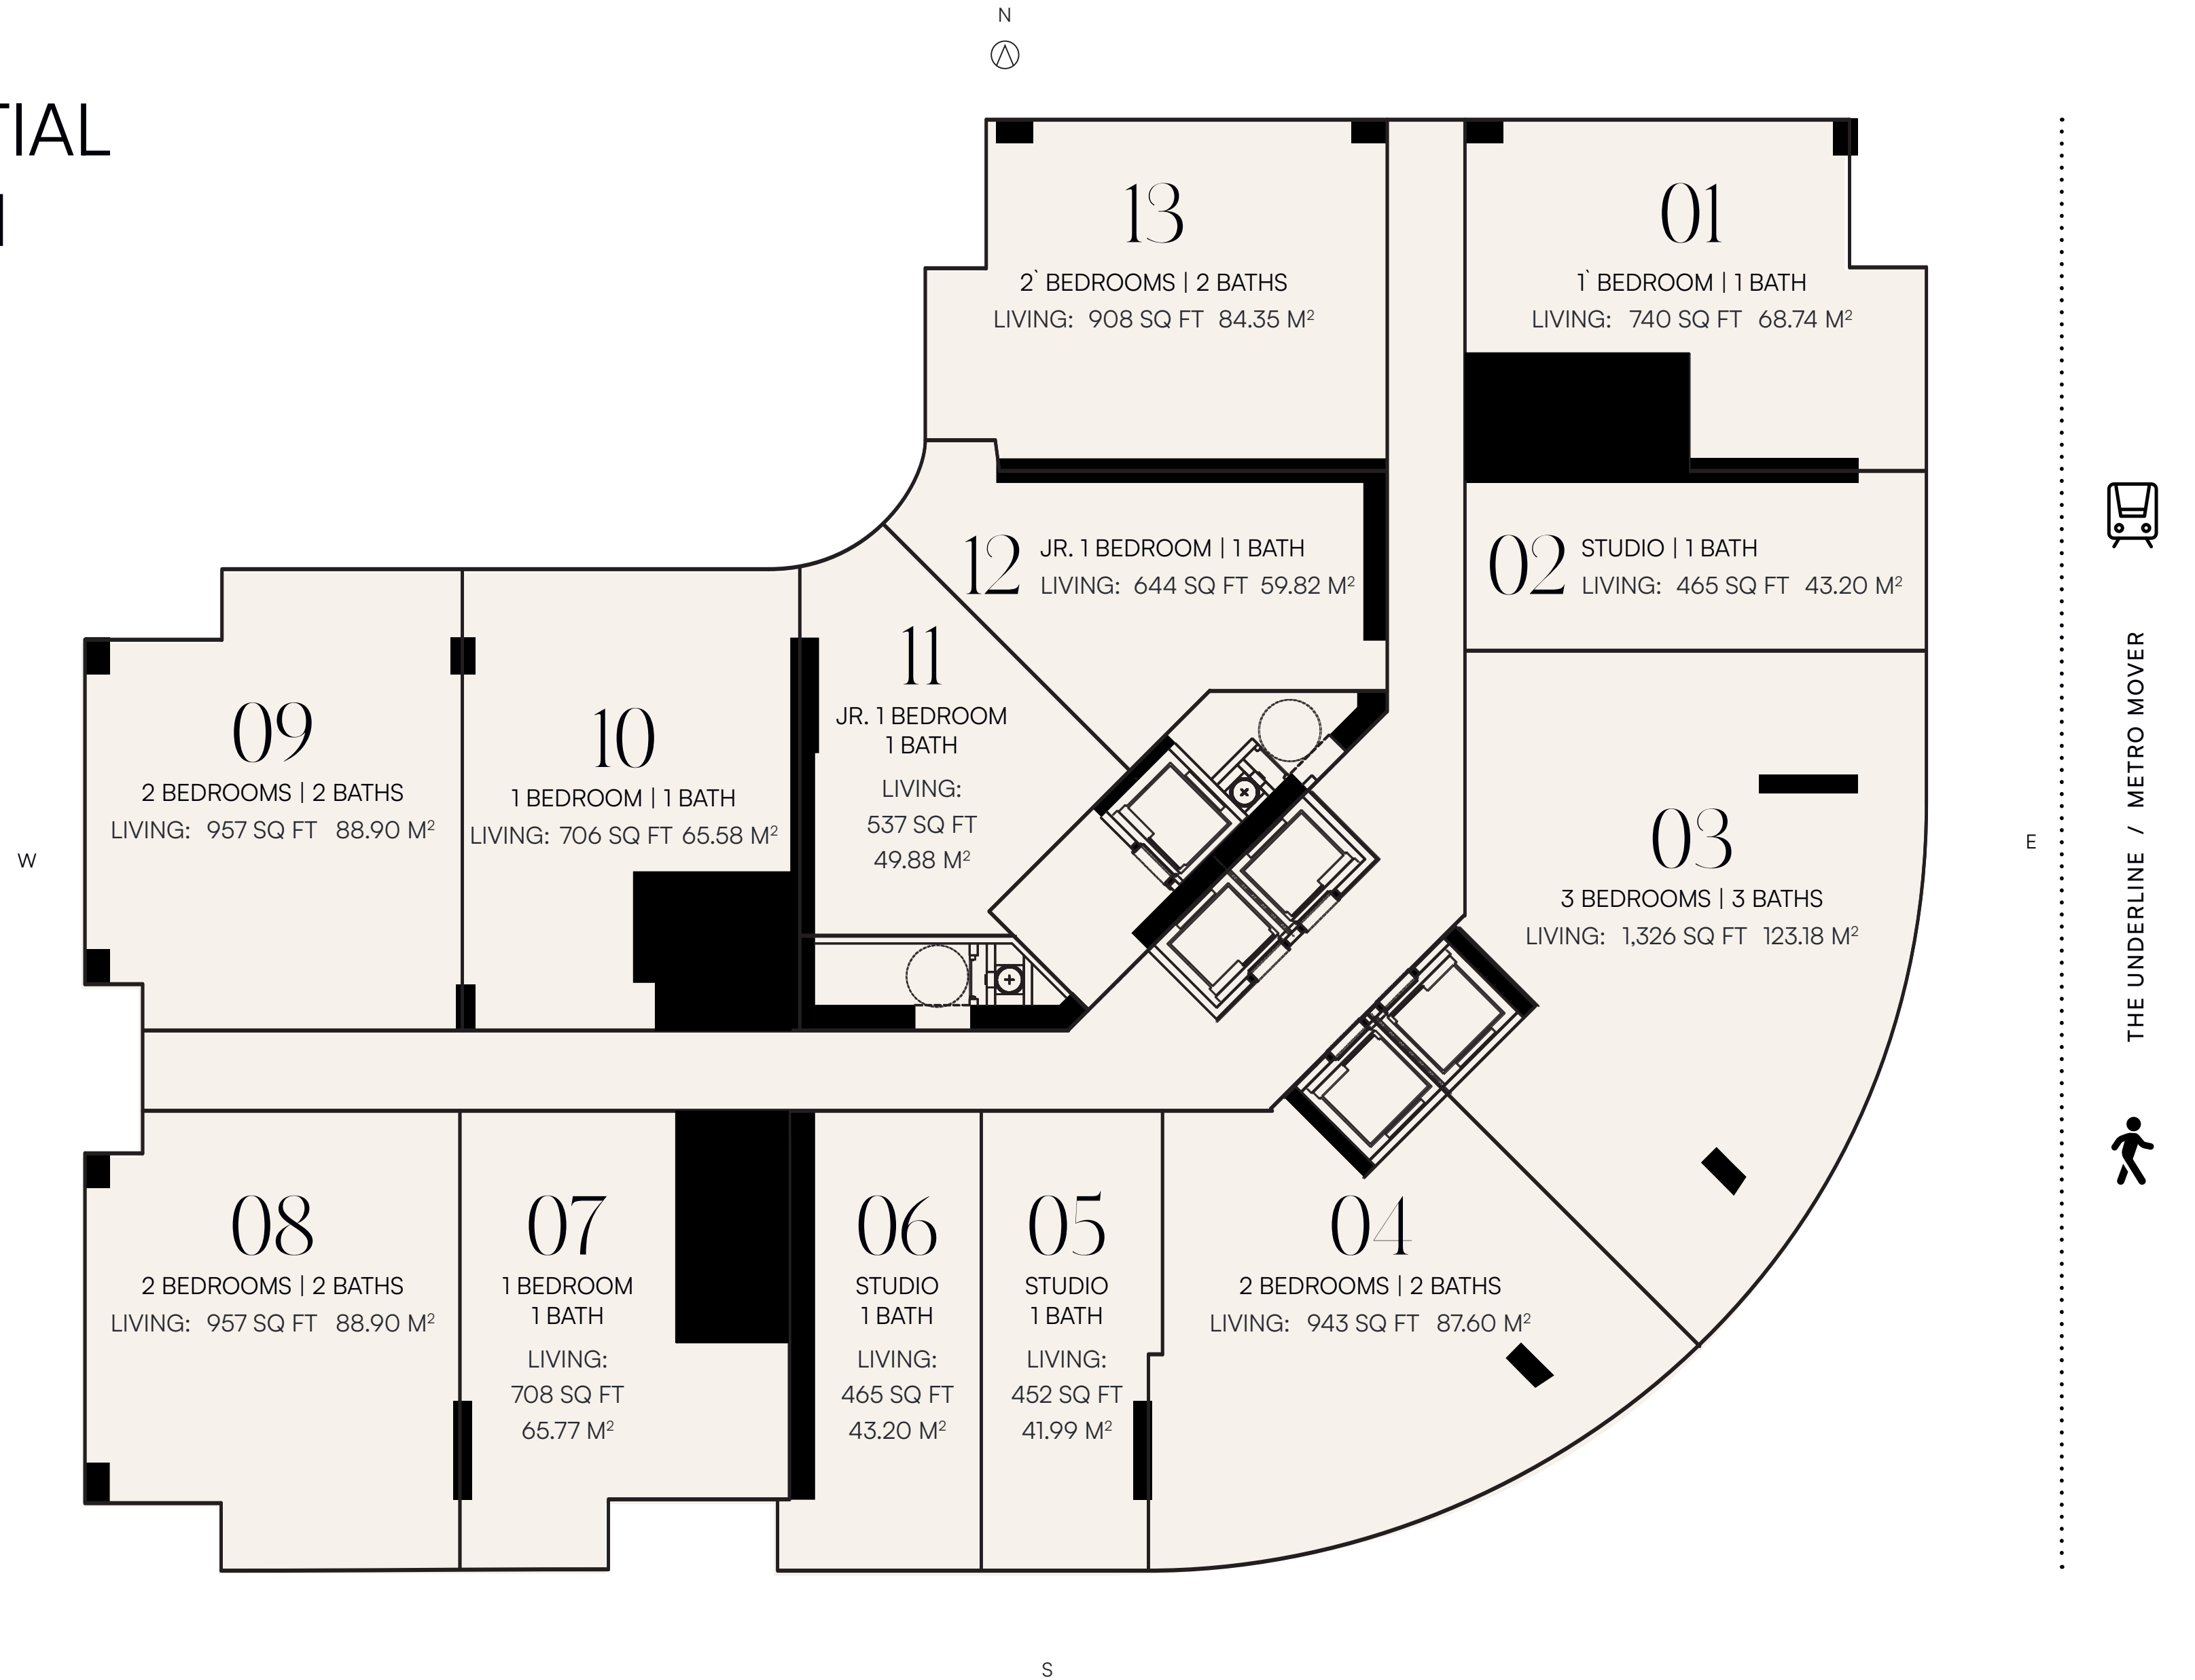 N
TIAL
13
2` BEDROOMS | 2 BATHS
LIVING: 908 SQ FT 84.35 M²
01
1` BEDROOM | 1 BATH
LIVING: 740 SQ FT 68.74 M²
12
JR. 1 BEDROOM | 1 BATH
LIVING: 644 SQ FT 59.82 M²
02
STUDIO | 1 BATH
LIVING: 465 SQ FT 43.20 M²
11
JR. 1 BEDROOM
1 BATH
LIVING:
537 SQ FT
49.88 M²
09
2 BEDROOMS | 2 BATHS
LIVING: 957 SQ FT 88.90 M²
10
1 BEDROOM | 1 BATH
LIVING: 706 SQ FT 65.58 M²
03
3 BEDROOMS | 3 BATHS
LIVING: 1,326 SQ FT 123.18 M²
W
E
THE UNDERLINE / METRO MOVER
08
2 BEDROOMS | 2 BATHS
LIVING: 957 SQ FT 88.90 M²
07
1 BEDROOM
1 BATH
LIVING:
708 SQ FT
65.77 M²
06
STUDIO
1 BATH
LIVING:
465 SQ FT
43.20 M²
05
STUDIO
1 BATH
LIVING:
452 SQ FT
41.99 M²
04
2 BEDROOMS | 2 BATHS
LIVING: 943 SQ FT 87.60 M²
S